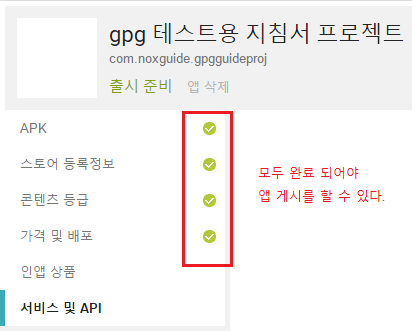 gpg 테스트용 지침서 프로젝트
com.noxguide.gpgguideproj
출시 준비 앱 삭제
APK
스토어 등록정보
콘텐츠 등급
가격 및 배포
인앱 상품
서비스 및 API
모두 완료 되어야
앱 게시를 할 수 있다.